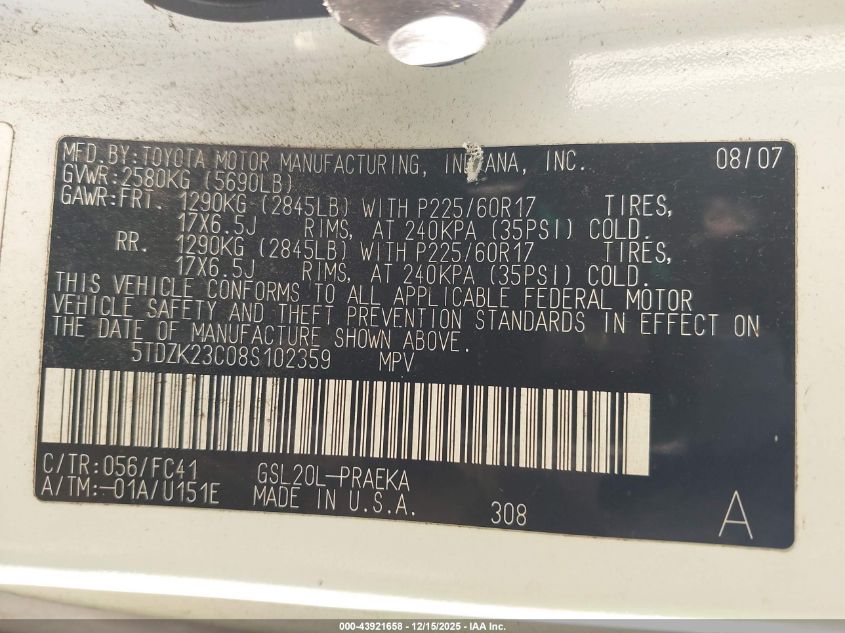 MFD. BY: TOYOTA MOTOR MANUFACTURING, INDIANA, INC. 08/07
GVWR: 2580KG (5690LB)
GAWR: FRT. 1290KG (2845LB) WITH P225/60R17 TIRES,
17X6.5J RIMS, AT 240KPA (35PSI) COLD.
RR. 1290KG (2845LB) WITH P225/60R17 TIRES,
17X6.5J RIMS, AT 240KPA (35PSI) COLD.
THIS VEHICLE CONFORMS TO ALL APPLICABLE FEDERAL MOTOR
VEHICLE SAFETY AND THEFT PREVENTION STANDARDS IN EFFECT ON
THE DATE OF MANUFACTURE SHOWN ABOVE.
5TDZK23C08S102359 MPV
C/TR: 056/FC41 GSL20L-PRAEKA
A/TM: -01A/U151E MADE IN U.S.A. 308 A
000-43921658 - 12/15/2025 - IAA Inc.